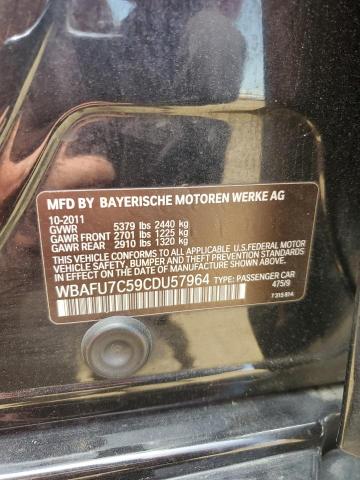 MFD BY BAYERISCHE MOTOREN WERKE AG
10-2011
GVWR 5379 lbs 2440 kg
GAWR FRONT 2701 lbs 1225 kg
GAWR REAR 2910 lbs 1320 kg
THIS VEHICLE CONFORMS TO ALL APPLICABLE U.S.FEDERAL MOTOR
VEHICLE SAFETY, BUMPER, AND THEFT PREVENTION STANDARDS
IN EFFECT ON THE DATE OF MANUFACTURE SHOWN ABOVE.
WBAFU7C59CDU57964 TYPE: PASSENGER CAR
475/9